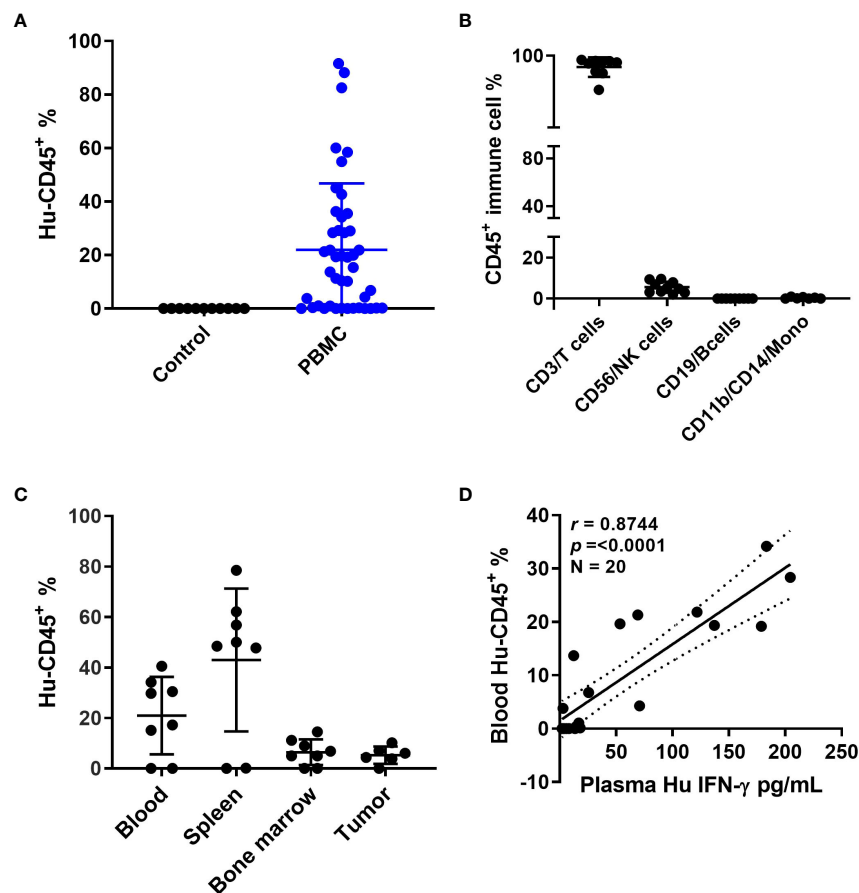 A
Hu-CD45+ %
100
80
60
40
20
0
Control
PBMC
B
CD45+ immune cell %
100
80
40
20
0
CD3/T cells
CD56/NK cells
CD19/Bcells
CD11b/CD14/Mono
C
Hu-CD45+ %
100
80
60
40
20
0
Blood
Spleen
Bone marrow
Tumor
D
Blood Hu-CD45+ %
40
30
20
10
0
-10
r = 0.8744
p =<0.0001
N = 20
50
100
150
200
250
Plasma Hu IFN-γ pg/mL